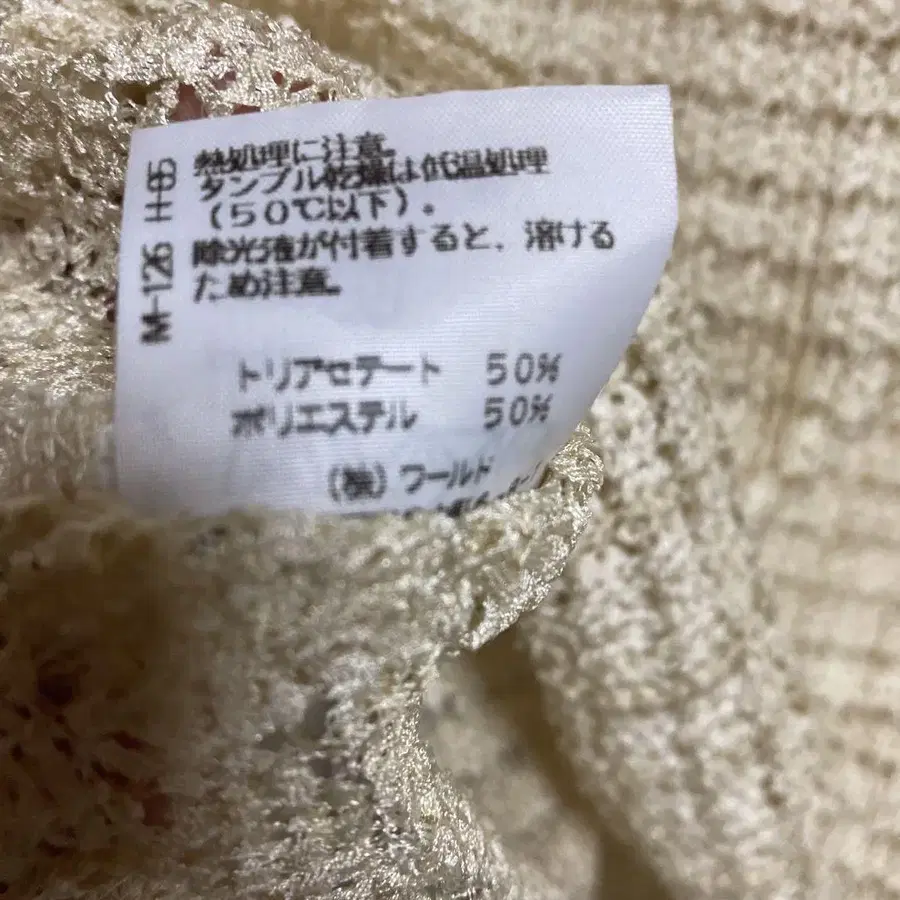 熱処理に注意。
タンブル乾燥は低温処理
（５０℃以下）。
除光液が付着すると、溶ける
ため注意。
トリアセテート ５０％
ポリエステル ５０％
（株）ワールド
M-126 H-85